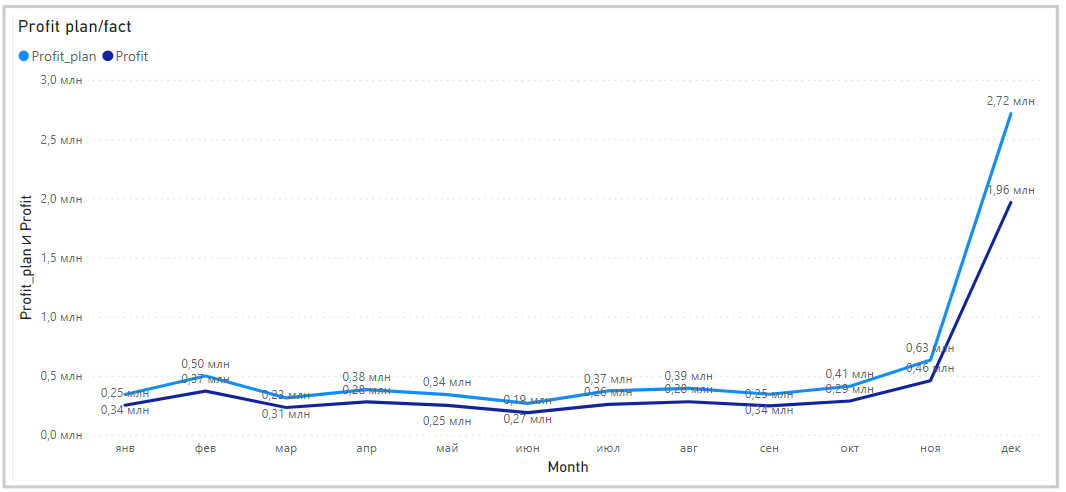 Profit plan/fact
Profit_plan Profit
3,0 млн
2,5 млн
2,0 млн
1,5 млн
1,0 млн
0,5 млн
0,0 млн
Profit_plan и Profit
2,72 млн
1,96 млн
0,50 млн
0,37 млн
0,25 млн
0,34 млн
0,23 млн
0,31 млн
0,38 млн
0,28 млн
0,34 млн
0,25 млн
0,19 млн
0,27 млн
0,37 млн
0,26 млн
0,39 млн
0,28 млн
0,25 млн
0,34 млн
0,41 млн
0,29 млн
0,63 млн
0,46 млн
янв фев мар апр май июн июл авг сен окт ноя дек
Month